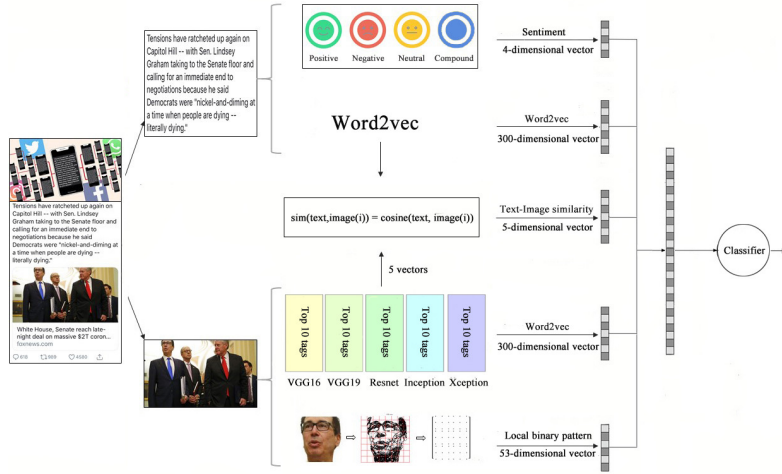 Tensions have ratcheted up again on
Capitol Hill -- with Sen. Lindsey
Graham taking to the Senate floor and
calling for an immediate end to
negotiations because he said
Democrats were "nickel-and-diming at
a time when people are dying --
literally dying."
White House, Senate reach late-
night deal on massive $2T coron...
foxnews.com
Tensions have ratcheted up again on
Capitol Hill -- with Sen. Lindsey
Graham taking to the Senate floor and
calling for an immediate end to
negotiations because he said
Democrats were "nickel-and-diming at
a time when people are dying --
literally dying."
Positive Negative Neutral Compound
Word2vec
sim(text,image(i)) = cosine(text, image(i))
5 vectors
Top 10 tags
Top 10 tags
Top 10 tags
Top 10 tags
Top 10 tags
VGG16 VGG19 Resnet Inception Xception
Sentiment
4-dimensional vector
Word2vec
300-dimensional vector
Text-Image similarity
5-dimensional vector
Word2vec
300-dimensional vector
Local binary pattern
53-dimensional vector
Classifier